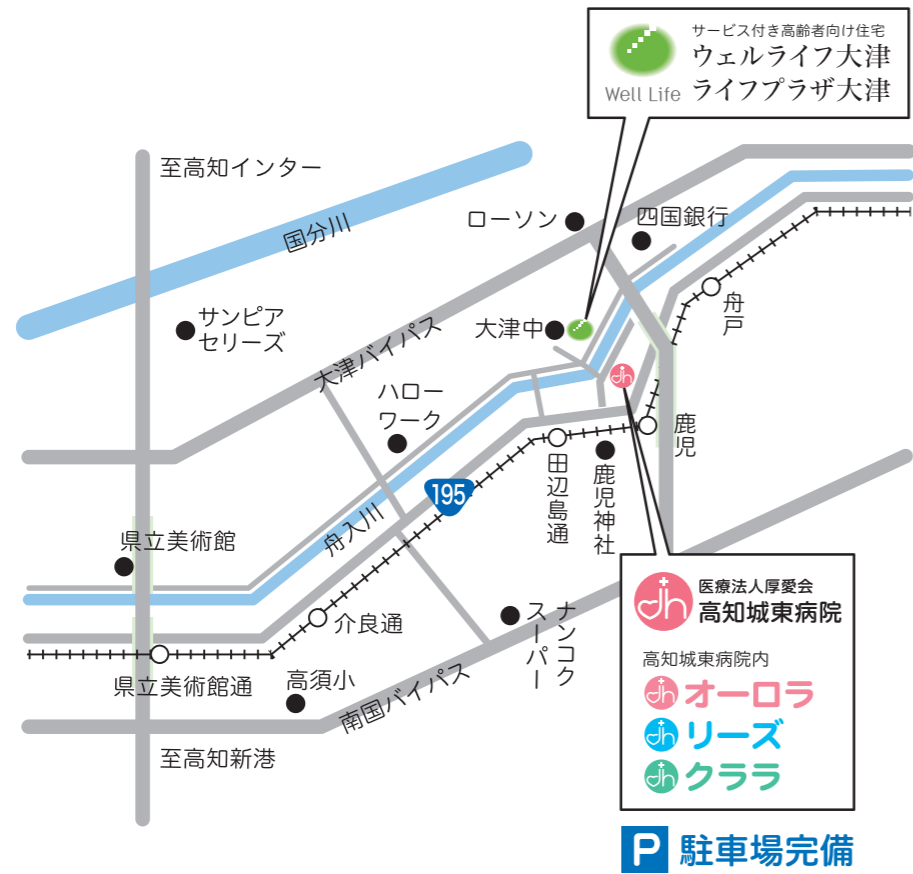 サービス付き高齢者向け住宅
ウェルライフ大津
Well Life
ライフプラザ大津
至高知インター
国分川
ローソン
四国銀行
サンピア
セリーズ
大津中
舟戸
大津バイパス
ハロー
ワーク
鹿児
田辺島通
鹿児神社
195
舟入川
県立美術館
介良通
ナンコク
スーパー
県立美術館通
高須小
南国バイパス
至高知新港
医療法人厚愛会
高知城東病院
高知城東病院内
オーロラ
リーズ
クララ
P 駐車場完備